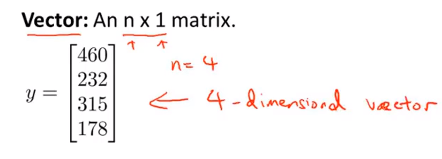 Vector: An n x 1 matrix.
n = 4
y = [460
232
315
178]
← 4-dimensional vector